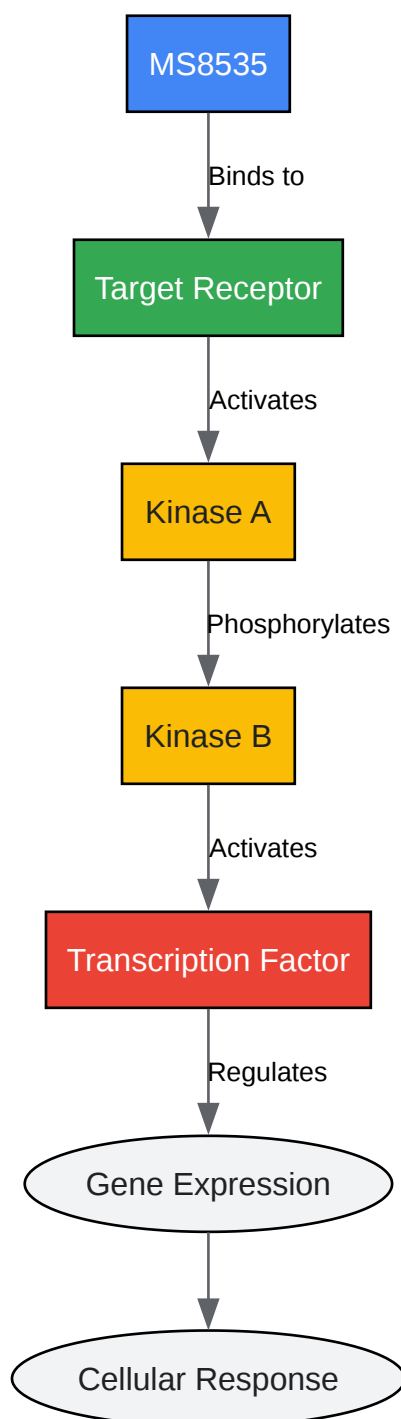 MS8535
Binds to
Target Receptor
Activates
Kinase A
Phosphorylates
Kinase B
Activates
Transcription Factor
Regulates
Gene Expression
Cellular Response